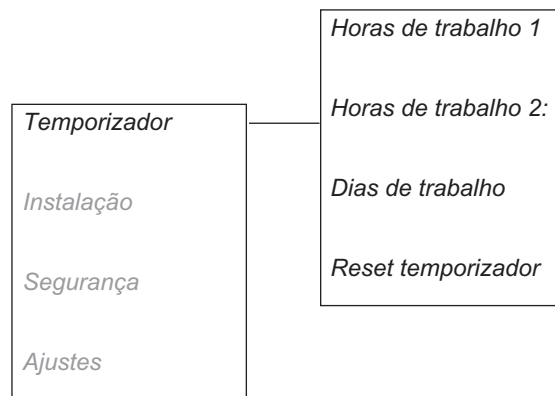 Temporizador
Instalação
Segurança
Ajustes
Horas de trabalho 1
Horas de trabalho 2:
Dias de trabalho
Reset temporizador